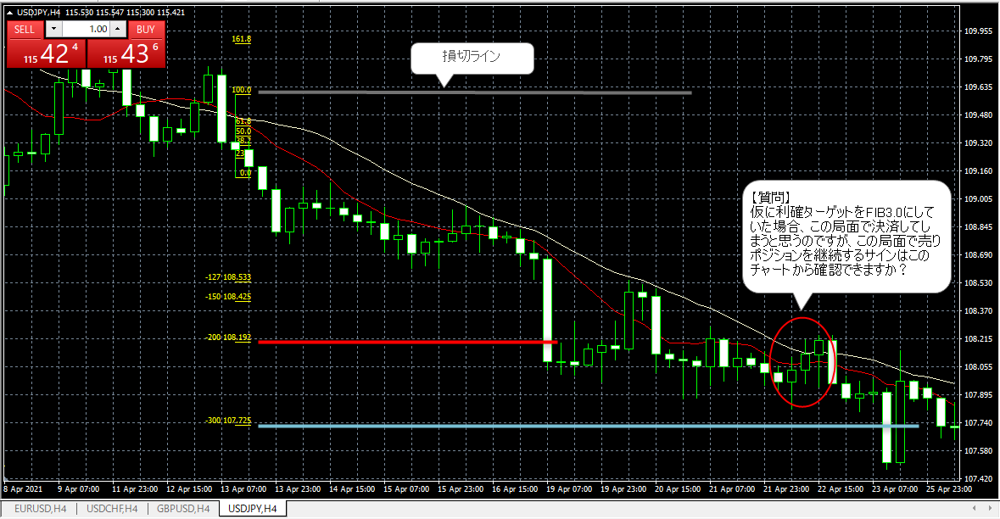 USDJPY,H4 115.530 115.547 115.300 115.421
SELL 1.00 BUY
115 42 4 115 43 6
161.8
100.0
61.8
50.0
38.2
0.0
-127 108.533
-150 108.425
-200 108.192
-300 107.725
損切ライン
【質問】
仮に利確ターゲットをFIB3.0にして
いた場合、この局面で決済してし
まうと思うのですが、この局面で売り
ポジションを継続するサインはこの
チャートから確認できますか？
109.955
109.795
109.635
109.480
109.320
109.160
109.005
108.845
108.690
108.530
108.370
108.215
108.055
107.895
107.740
107.580
107.420
8 Apr 2021 9 Apr 07:00 11 Apr 23:00 12 Apr 15:00 13 Apr 07:00 13 Apr 23:00 14 Apr 15:00 15 Apr 07:00 15 Apr 23:00 16 Apr 15:00 19 Apr 07:00 19 Apr 23:00 20 Apr 15:00 21 Apr 07:00 21 Apr 23:00 22 Apr 15:00 23 Apr 07:00 25 Apr 23:00
EURUSD,H4 USDCHF,H4 GBPUSD,H4 USDJPY,H4